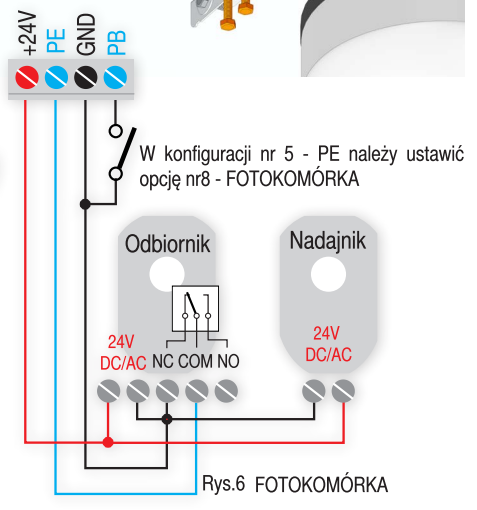 +24V PE GND PB
W konfiguracji nr 5 - PE należy ustawić
opcję nr8 - FOTOKOMÓRKA
Odbiornik
Nadajnik
24V
DC/AC
NC COM NO
24V
DC/AC
Rys.6 FOTOKOMÓRKA